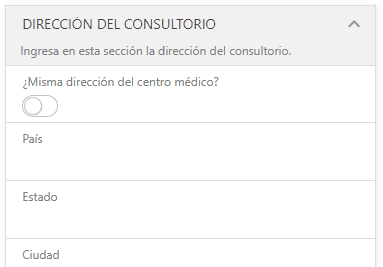 DIRECCIÓN DEL CONSULTORIO
Ingresa en esta sección la dirección del consultorio.
¿Misma dirección del centro médico?
País
Estado
Ciudad